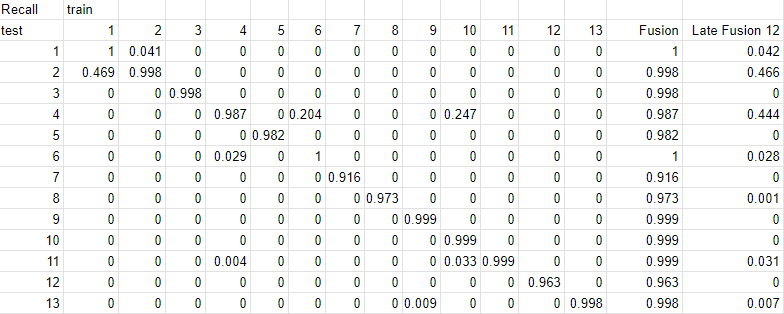 Recall train
test 1 2 3 4 5 6 7 8 9 10 11 12 13 Fusion Late Fusion 12
1 1 0.041 0 0 0 0 0 0 0 0 0 0 0 1 0.042
2 0.469 0.998 0 0 0 0 0 0 0 0 0 0 0 0.998 0.466
3 0 0 0.998 0 0 0 0 0 0 0 0 0 0 0.998 0
4 0 0 0 0.987 0 0.204 0 0 0 0.247 0 0 0 0.987 0.444
5 0 0 0 0 0.982 0 0 0 0 0 0 0 0 0.982 0
6 0 0 0 0.029 0 1 0 0 0 0 0 0 0 1 0.028
7 0 0 0 0 0 0 0.916 0 0 0 0 0 0 0.916 0
8 0 0 0 0 0 0 0 0.973 0 0 0 0 0 0.973 0.001
9 0 0 0 0 0 0 0 0 0.999 0 0 0 0 0.999 0
10 0 0 0 0 0 0 0 0 0 0.999 0 0 0 0.999 0
11 0 0 0 0.004 0 0 0 0 0 0.033 0.999 0 0 0.999 0.031
12 0 0 0 0 0 0 0 0 0 0 0 0.963 0 0.963 0
13 0 0 0 0 0 0 0 0 0.009 0 0 0 0.998 0.998 0.007